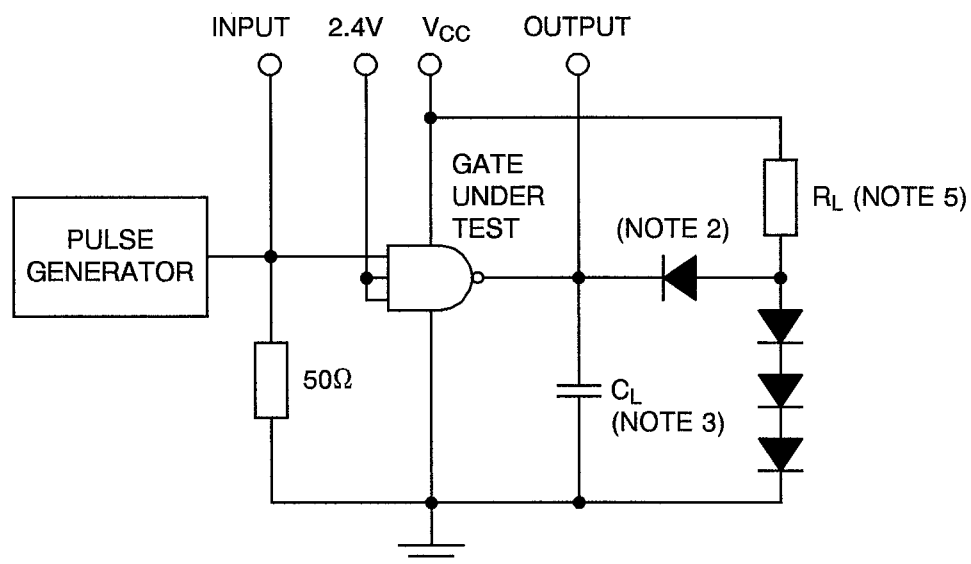 INPUT
2.4V
VCC
OUTPUT
GATE
UNDER
TEST
RL (NOTE 5)
(NOTE 2)
PULSE
GENERATOR
50Ω
CL
(NOTE 3)